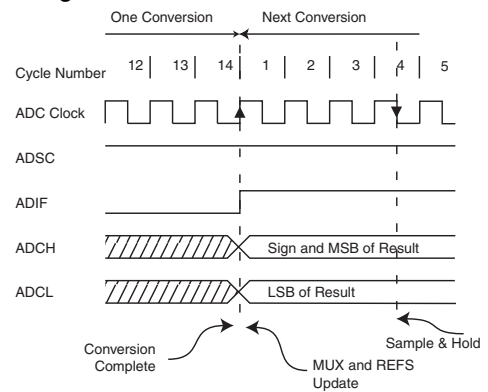 One Conversion Next Conversion
Cycle Number 12 13 14 1 2 3 4 5
ADC Clock
ADSC
ADIF
ADCH Sign and MSB of Result
ADCL LSB of Result
Sample & Hold
Conversion
Complete
MUX and REFS
Update